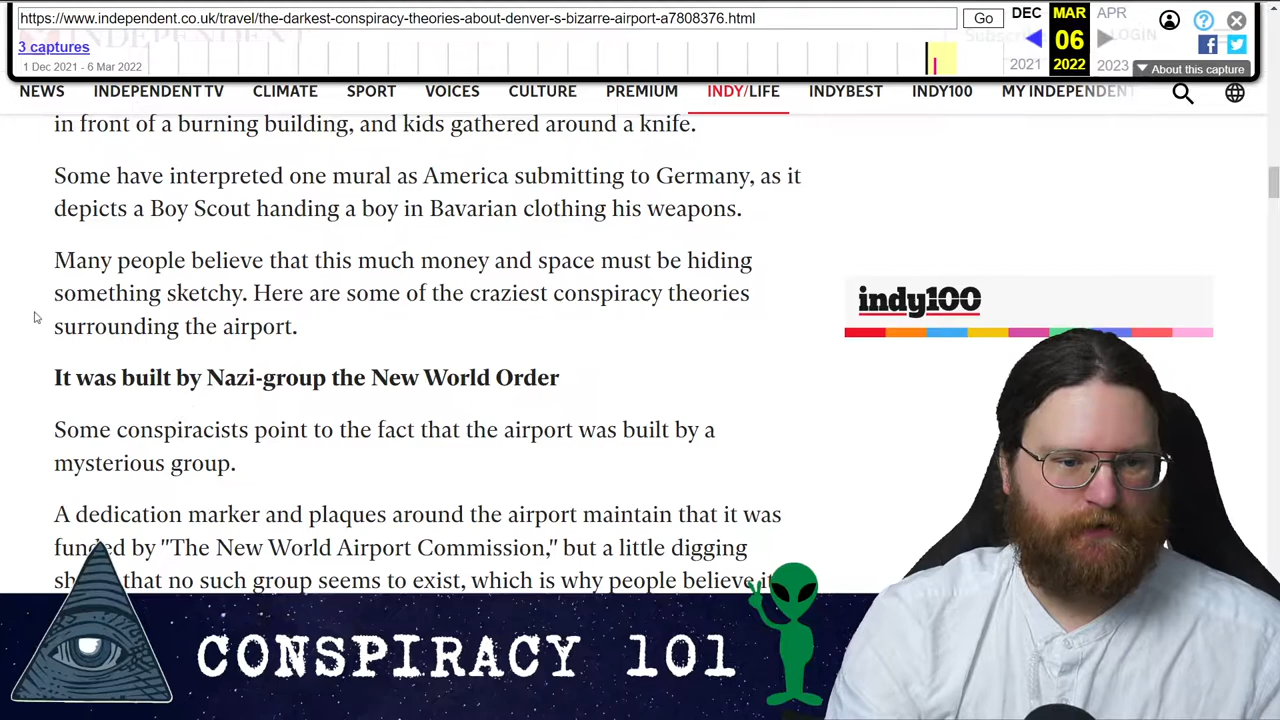 https://www.independent.co.uk/travel/the-darkest-conspiracy-theories-about-denver-s-bizarre-airport-a7808376.html
Go
DEC MAR APR
3 captures
06
1 Dec 2021 - 6 Mar 2022
2021 2022 2023
About this capture
LOGIN
NEWS INDEPENDENT TV CLIMATE SPORT VOICES CULTURE PREMIUM INDY/LIFE INDYBEST INDY100 MY INDEPENDENT
in front of a burning building, and kids gathered around a knife.
Some have interpreted one mural as America submitting to Germany, as it
depicts a Boy Scout handing a boy in Bavarian clothing his weapons.
Many people believe that this much money and space must be hiding
something sketchy. Here are some of the craziest conspiracy theories
surrounding the airport.
indy100
It was built by Nazi-group the New World Order
Some conspiracists point to the fact that the airport was built by a
mysterious group.
A dedication marker and plaques around the airport maintain that it was
funded by "The New World Airport Commission," but a little digging
that no such group seems to exist, which is why people believe it
CONSPIRACY 101